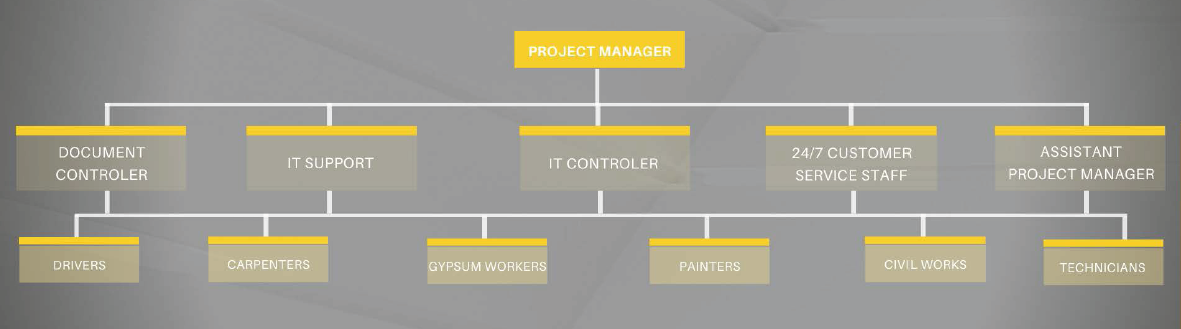 PROJECT MANAGER
DOCUMENT
CONTROLER
IT SUPPORT
IT CONTROLER
24/7 CUSTOMER
SERVICE STAFF
ASSISTANT
PROJECT MANAGER
DRIVERS
CARPENTERS
GYPSUM WORKERS
PAINTERS
CIVIL WORKS
TECHNICIANS